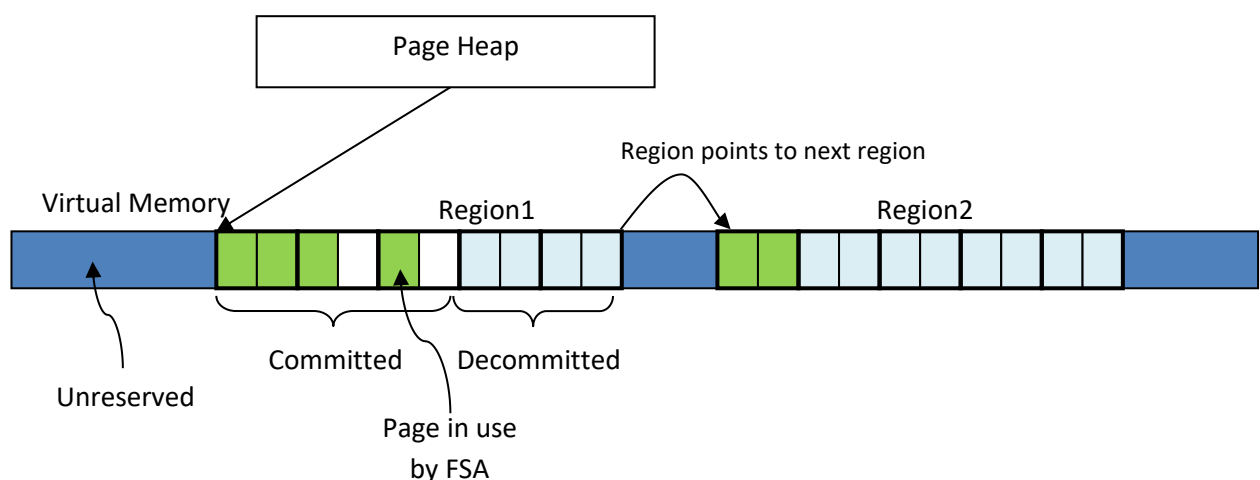 Page Heap
Region points to next region
Virtual Memory
Region1
Region2
Committed
Decommitted
Unreserved
Page in use
by FSA